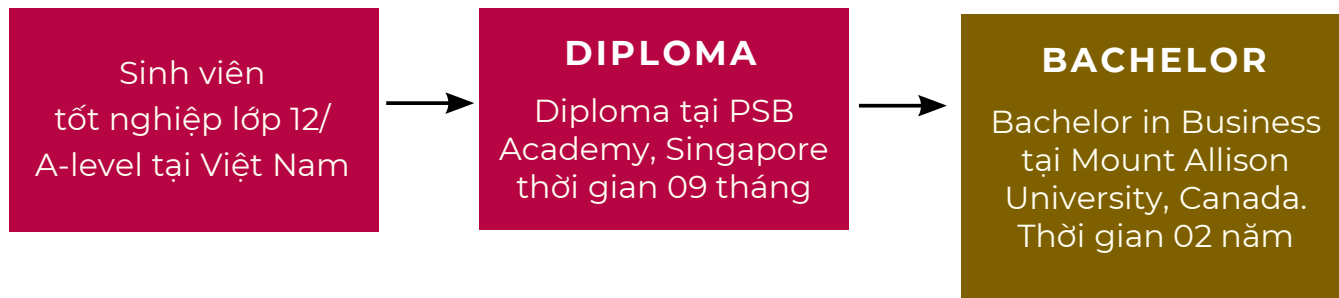 Sinh viên
tốt nghiệp lớp 12/
A-level tại Việt Nam
DIPLOMA
Diploma tại PSB
Academy, Singapore
thời gian 09 tháng
BACHELOR
Bachelor in Business
tại Mount Allison
University, Canada.
Thời gian 02 năm